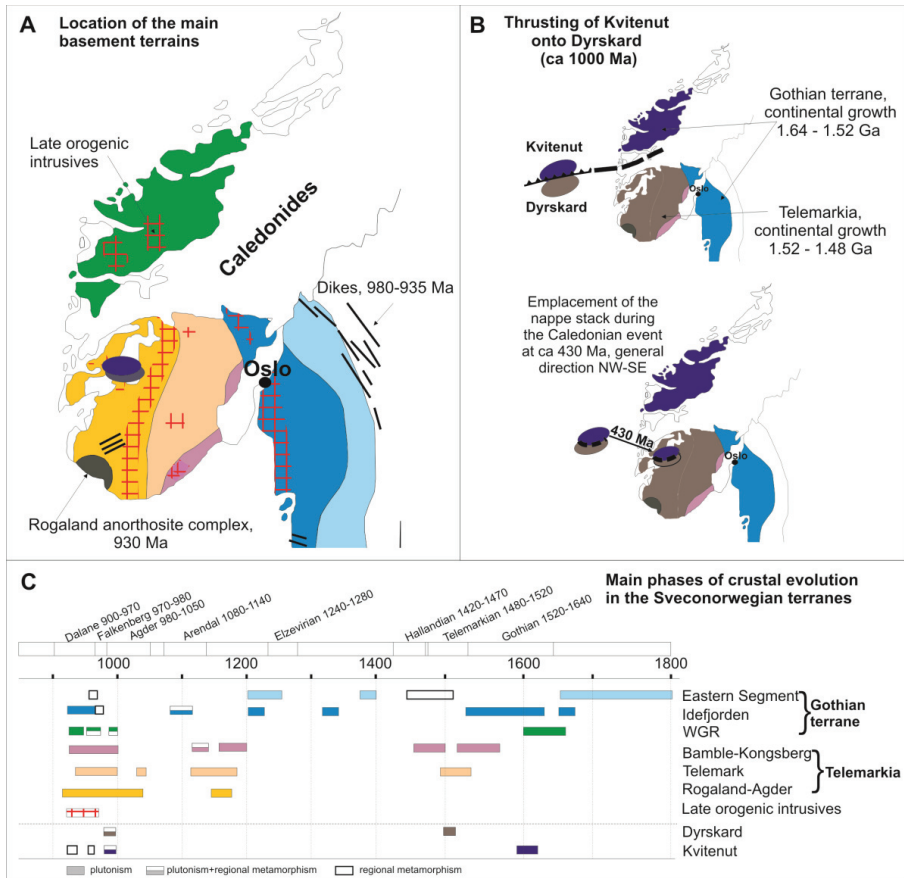 A
Location of the main
basement terrains
Late orogenic
intrusives
Caledonides
Dikes, 980-935 Ma
Oslo
Rogaland anorthosite complex,
930 Ma
B
Thrusting of Kvitenut
onto Dyrskard
(ca 1000 Ma)
Gothian terrane,
continental growth
1.64 - 1.52 Ga
Kvitenut
Dyrskard
Oslo
Telemarkia,
continental growth
1.52 - 1.48 Ga
Emplacement of the
nappe stack during
the Caledonian event
at ca 430 Ma, general
direction NW-SE
430 Ma
Oslo
C
Main phases of crustal evolution
in the Sveconorwegian terranes
Dalane 900-970
Falkenberg 970-980
Agder 980-1050
Arendal 1080-1140
Elzevirian 1240-1280
Hallandian 1420-1470
Telemarkian 1480-1520
Gothian 1520-1640
1000 1200 1400 1600 1800
Eastern Segment
Idefjorden
WGR
Gothian
terrane
Bamble-Kongsberg
Telemark
Rogaland-Agder
Telemarkia
Late orogenic intrusives
Dyrskard
Kvitenut
plutonism plutonism+regional metamorphism regional metamorphism